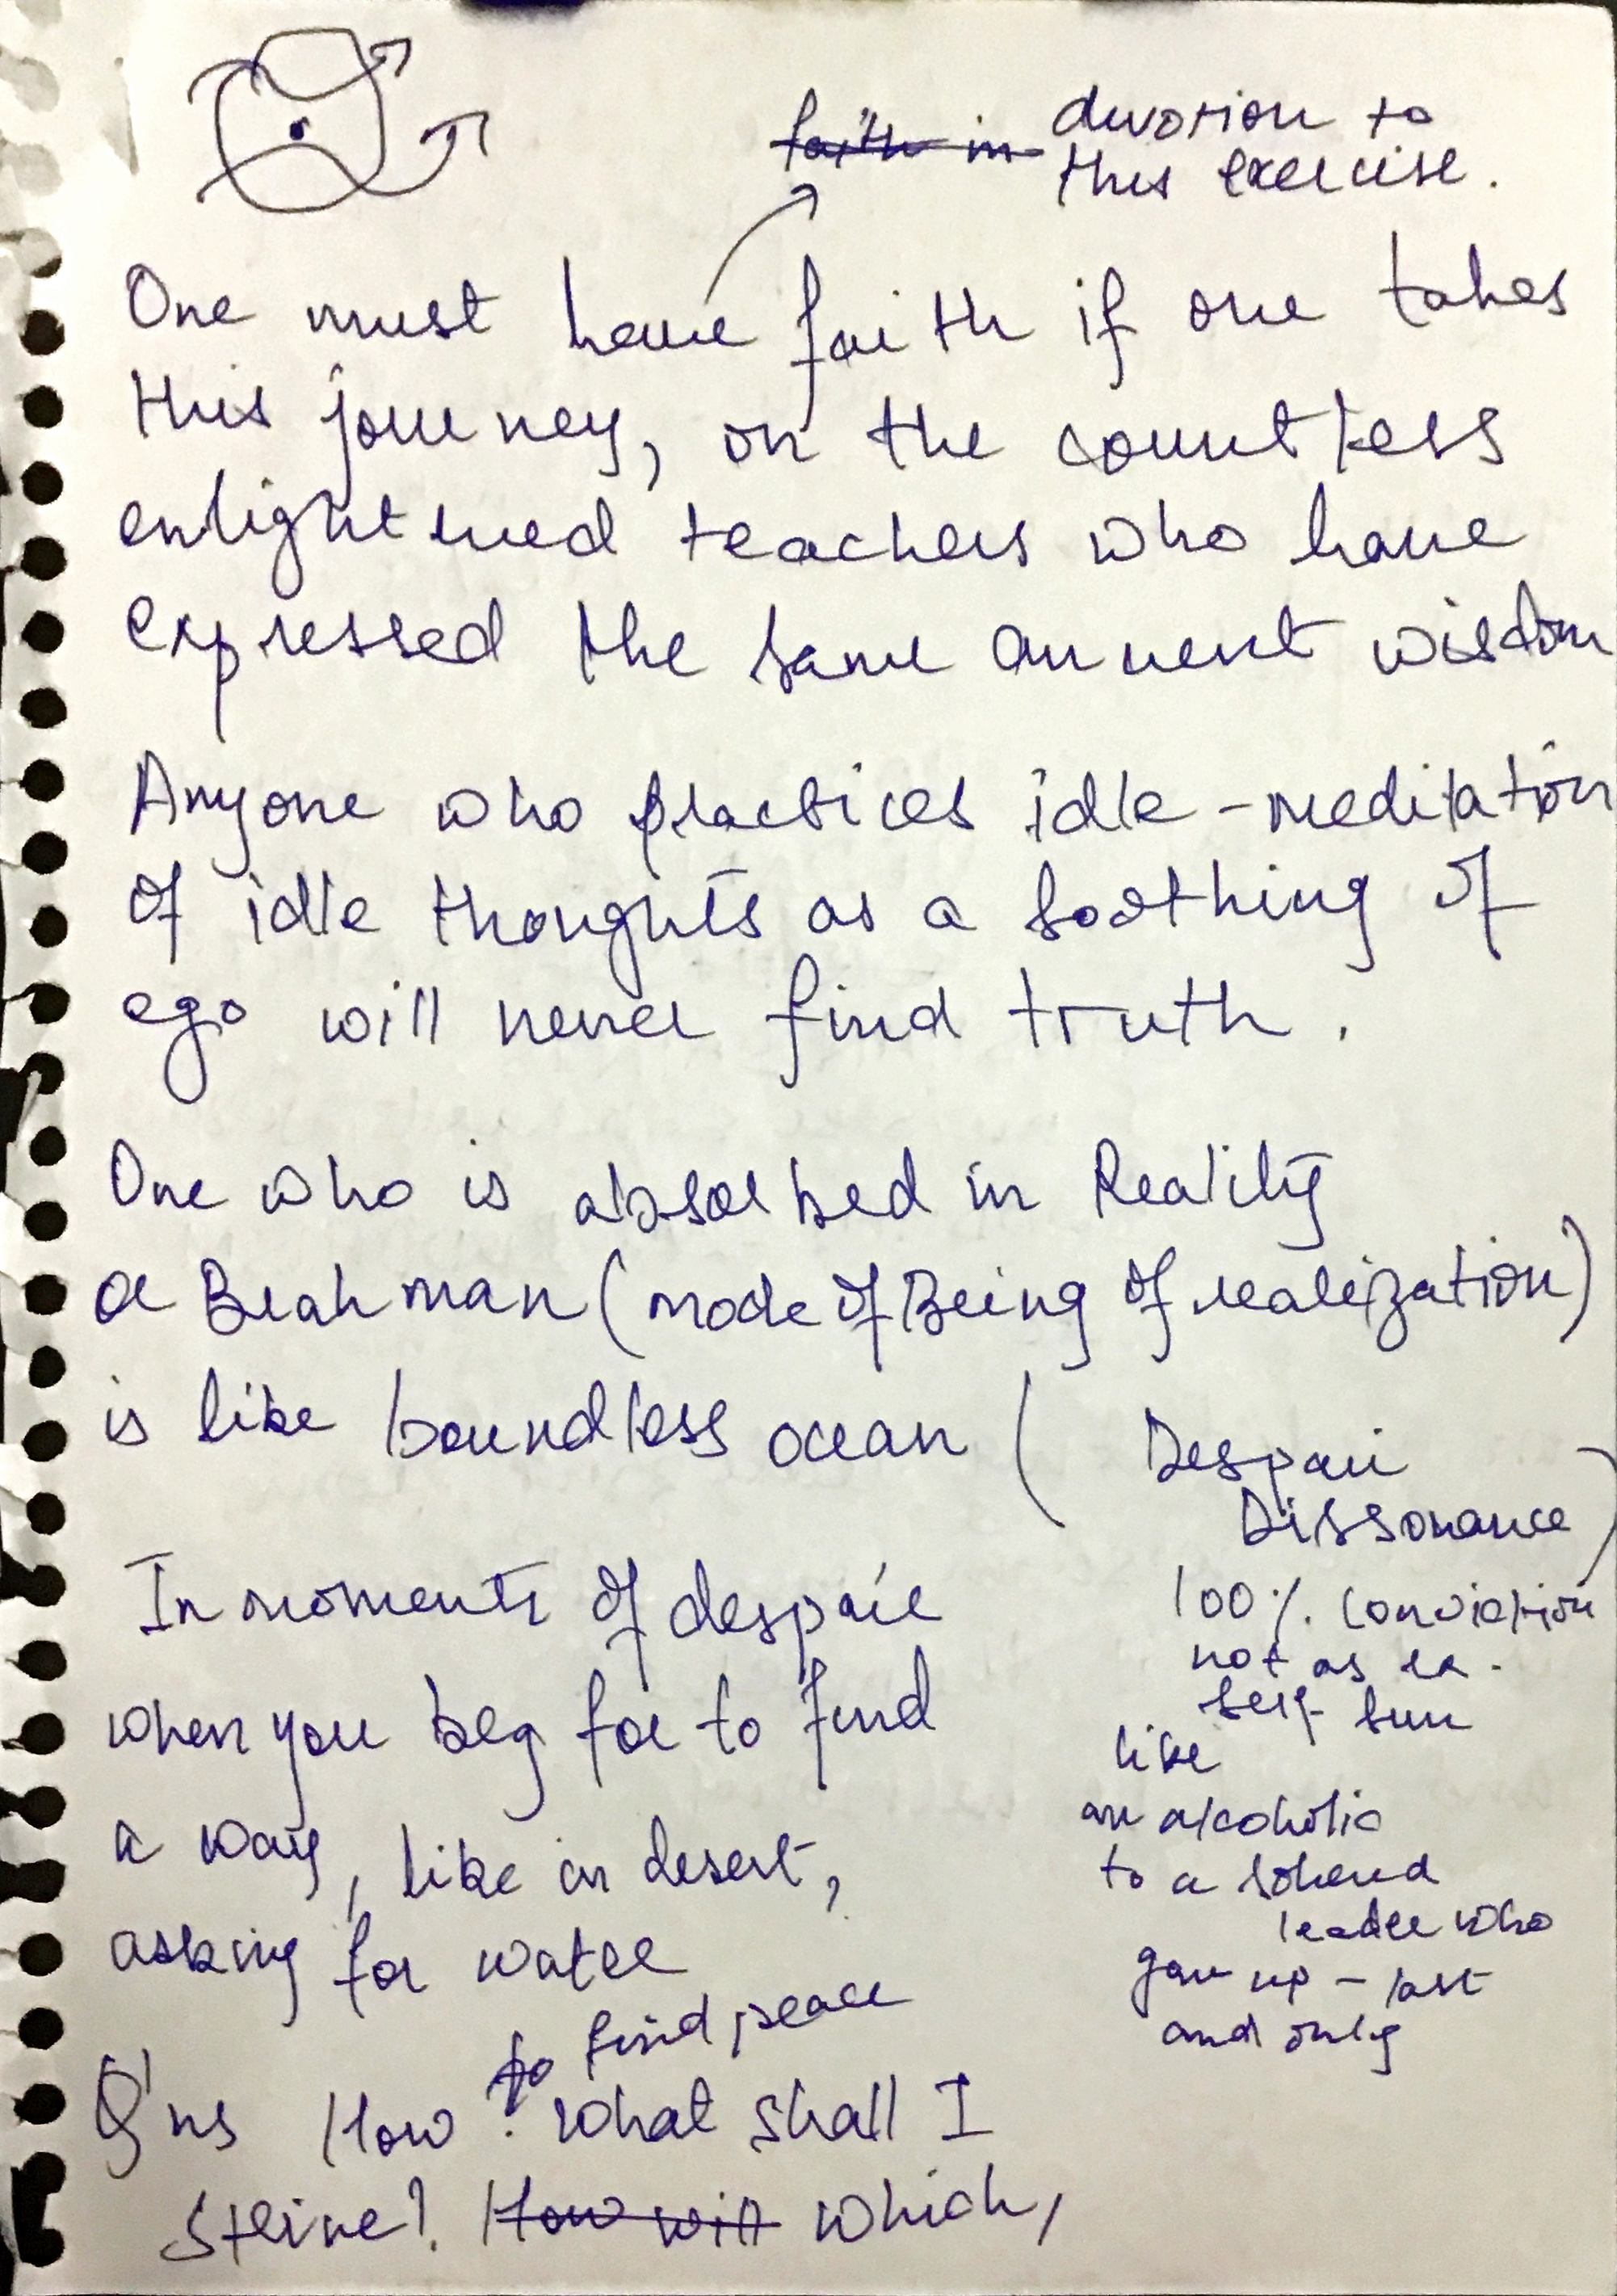 faith in devotion to
this exercise.
One must have faith if one takes
this journey, on the countless
enlightened teachers who have
expressed the same ancient wisdom
Anyone who practices idle-meditation
of idle thoughts as a soothing of
ego will never find truth.
One who is absorbed in Reality
or Brahman (mode of Being of realization)
is like boundless ocean ( Despair
Dissonance )
In moments of despair
when you beg for to find
a way, like in desert,
asking for water
100%. conviction
not as
self-
like
an alcoholic
to a
leader who
gave up - last
and only
to find peace
Q'ns How ? What shall I
strive? How will which,